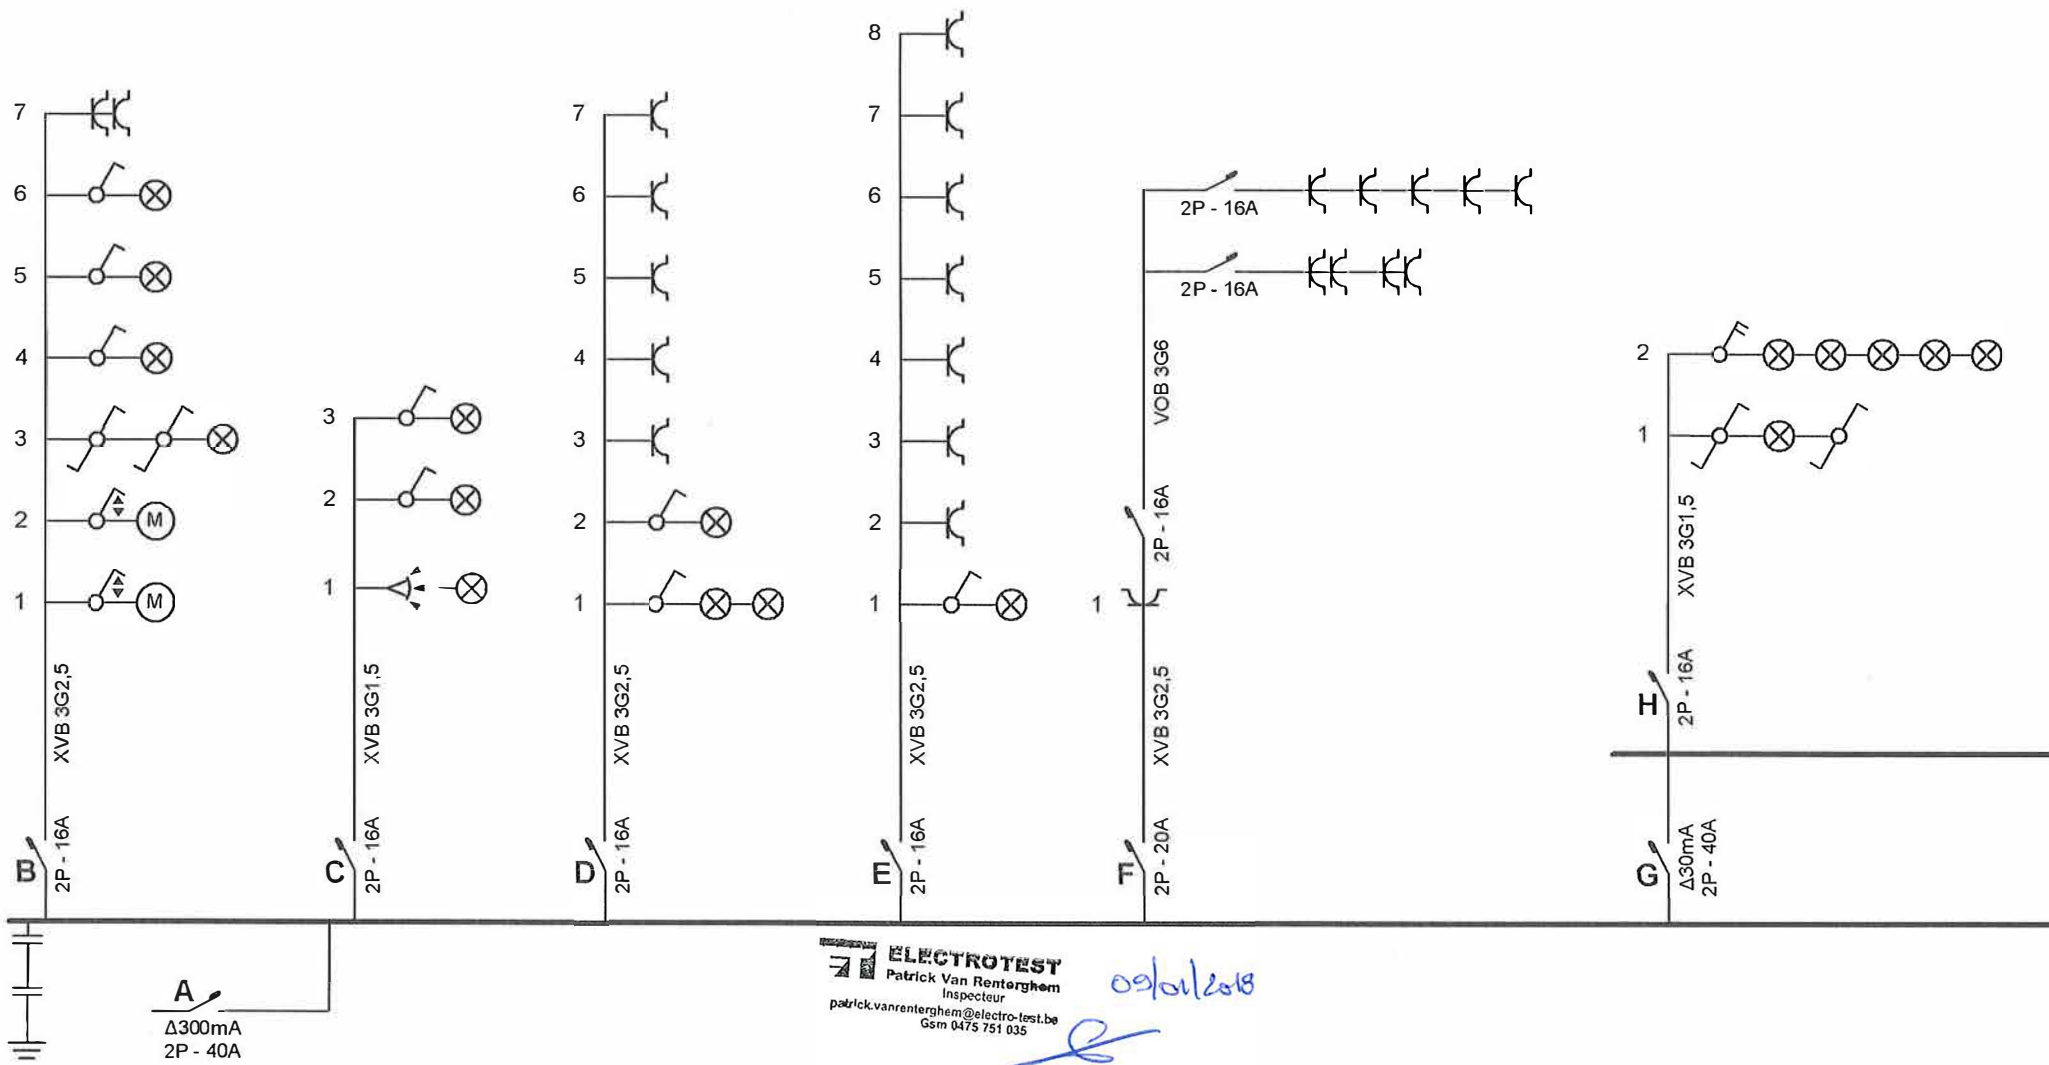 8
7
6
5
4
3
2
1
XVB 3G2,5
B
2P - 16A
3
2
1
XVB 3G1,5
C
2P - 16A
7
6
5
4
3
2
1
XVB 3G2,5
D
2P - 16A
7
6
5
4
3
2
1
XVB 3G2,5
E
2P - 16A
2P - 16A
2P - 16A
VOB 3G6
2P - 16A
1
XVB 3G2,5
F
2P - 20A
2
1
XVB 3G1,5
H
2P - 16A
G
Δ30mA
2P - 40A
M
M
A
Δ300mA
2P - 40A
ELECTROTEST
Patrick Van Renterghem
Inspecteur
patrick.vanrenterghem@electro-test.be
Gsm 0475 751 035
09/01/2018